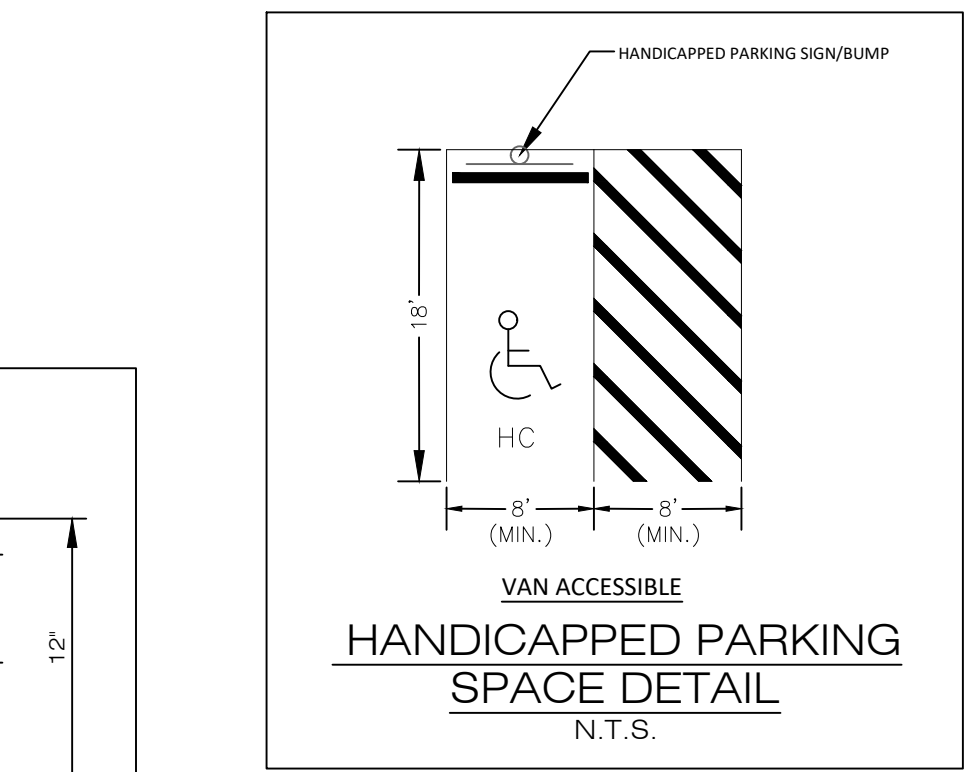 HANDICAPPED PARKING SIGN/BUMP
18'
HC
8'
(MIN.)
8'
(MIN.)
VAN ACCESSIBLE
HANDICAPPED PARKING
SPACE DETAIL
N.T.S.
12"